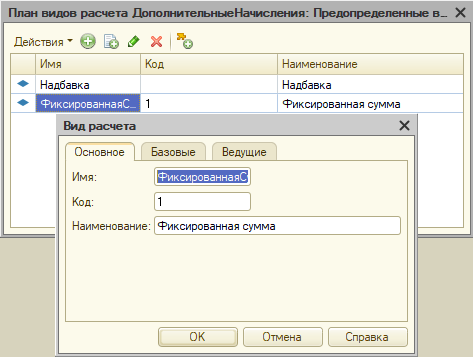 План видов расчета ДополнительныеНачисления: Предопределенные в...
Действия
Имя Код Наименование
Надбавка Надбавка
ФиксированнаяС... 1 Фиксированная сумма
Вид расчета
Основное Базовые Ведущие
Имя: ФиксированнаяС
Код: 1
Наименование: Фиксированная сумма
OK Отмена Справка